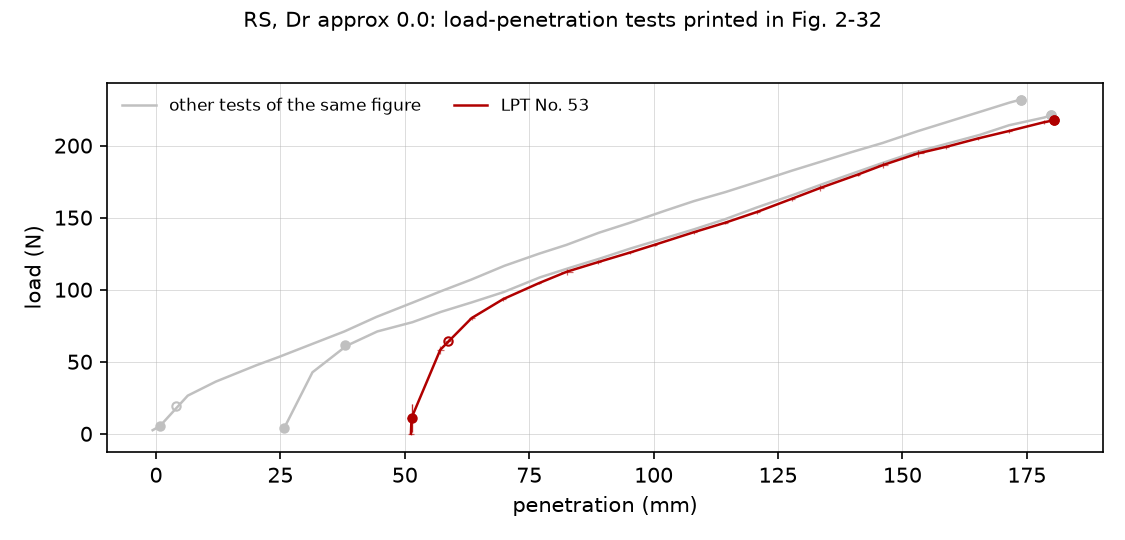 RS, Dr approx 0.0: load-penetration tests printed in Fig. 2-32
other tests of the same figure
LPT No. 53
200
150
100
50
0
load (N)
0 25 50 75 100 125 150 175
penetration (mm)